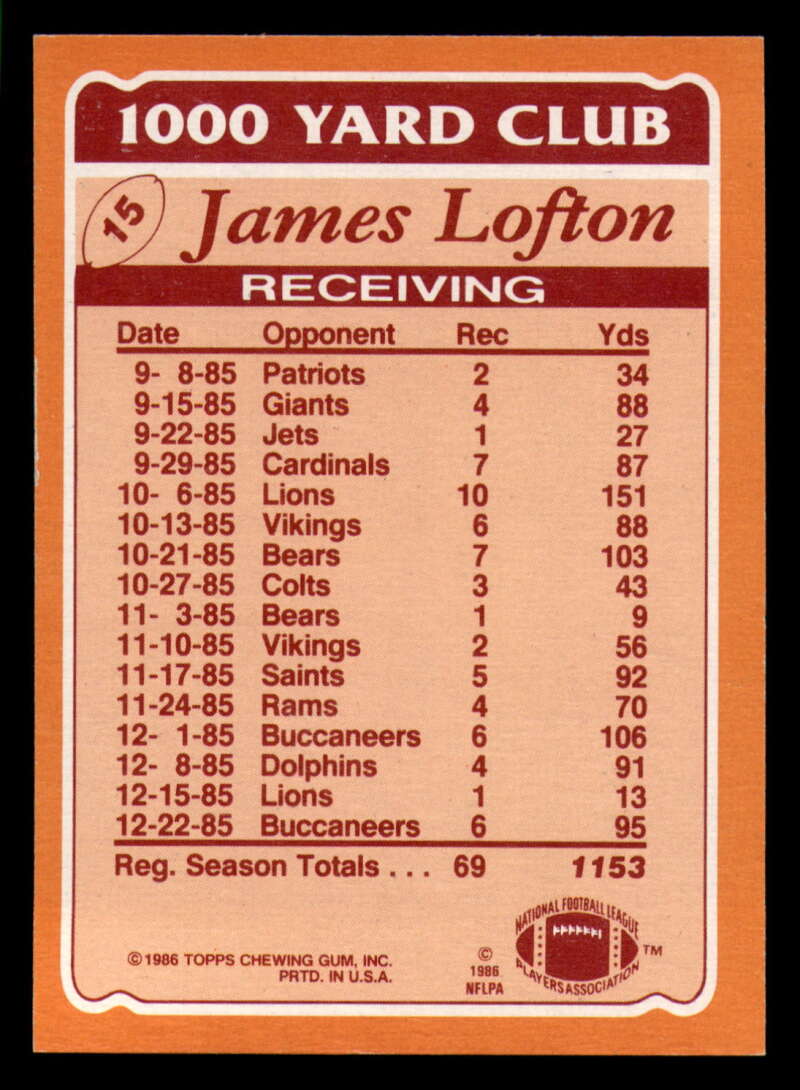 1000 YARD CLUB
15 James Lofton
RECEIVING
Date Opponent Rec Yds
9- 8-85 Patriots 2 34
9-15-85 Giants 4 88
9-22-85 Jets 1 27
9-29-85 Cardinals 7 87
10- 6-85 Lions 10 151
10-13-85 Vikings 6 88
10-21-85 Bears 7 103
10-27-85 Colts 3 43
11- 3-85 Bears 1 9
11-10-85 Vikings 2 56
11-17-85 Saints 5 92
11-24-85 Rams 4 70
12- 1-85 Buccaneers 6 106
12- 8-85 Dolphins 4 91
12-15-85 Lions 1 13
12-22-85 Buccaneers 6 95
Reg. Season Totals . . . 69 1153
© 1986 TOPPS CHEWING GUM, INC.
PRTD. IN U.S.A.
©
1986
NFLPA
NATIONAL FOOTBALL LEAGUE
PLAYERS ASSOCIATION
™